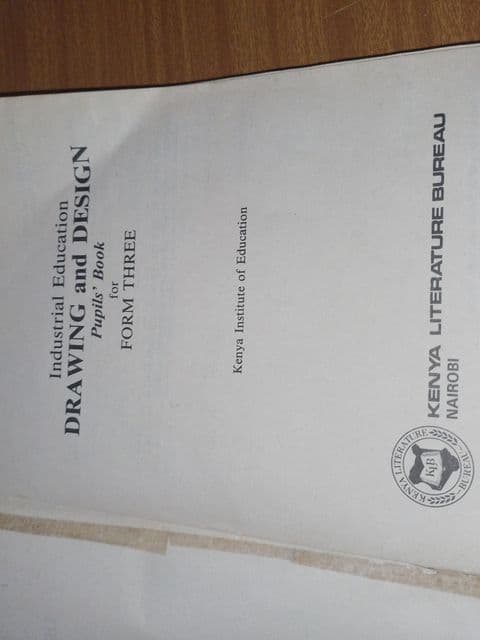 Industrial Education
DRAWING and DESIGN
Pupils' Book
for
FORM THREE
Kenya Institute of Education
KENYA LITERATURE BUREAU
NAIROBI
KENYA LITERATURE
BUREAU
KLB